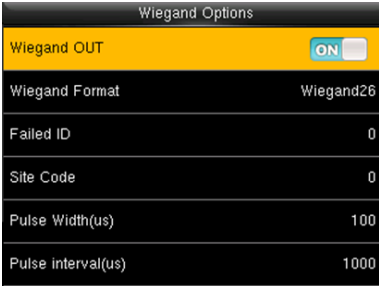 Wiegand Options
Wiegand OUT ON
Wiegand Format Wiegand26
Failed ID 0
Site Code 0
Pulse Width(us) 100
Pulse interval(us) 1000